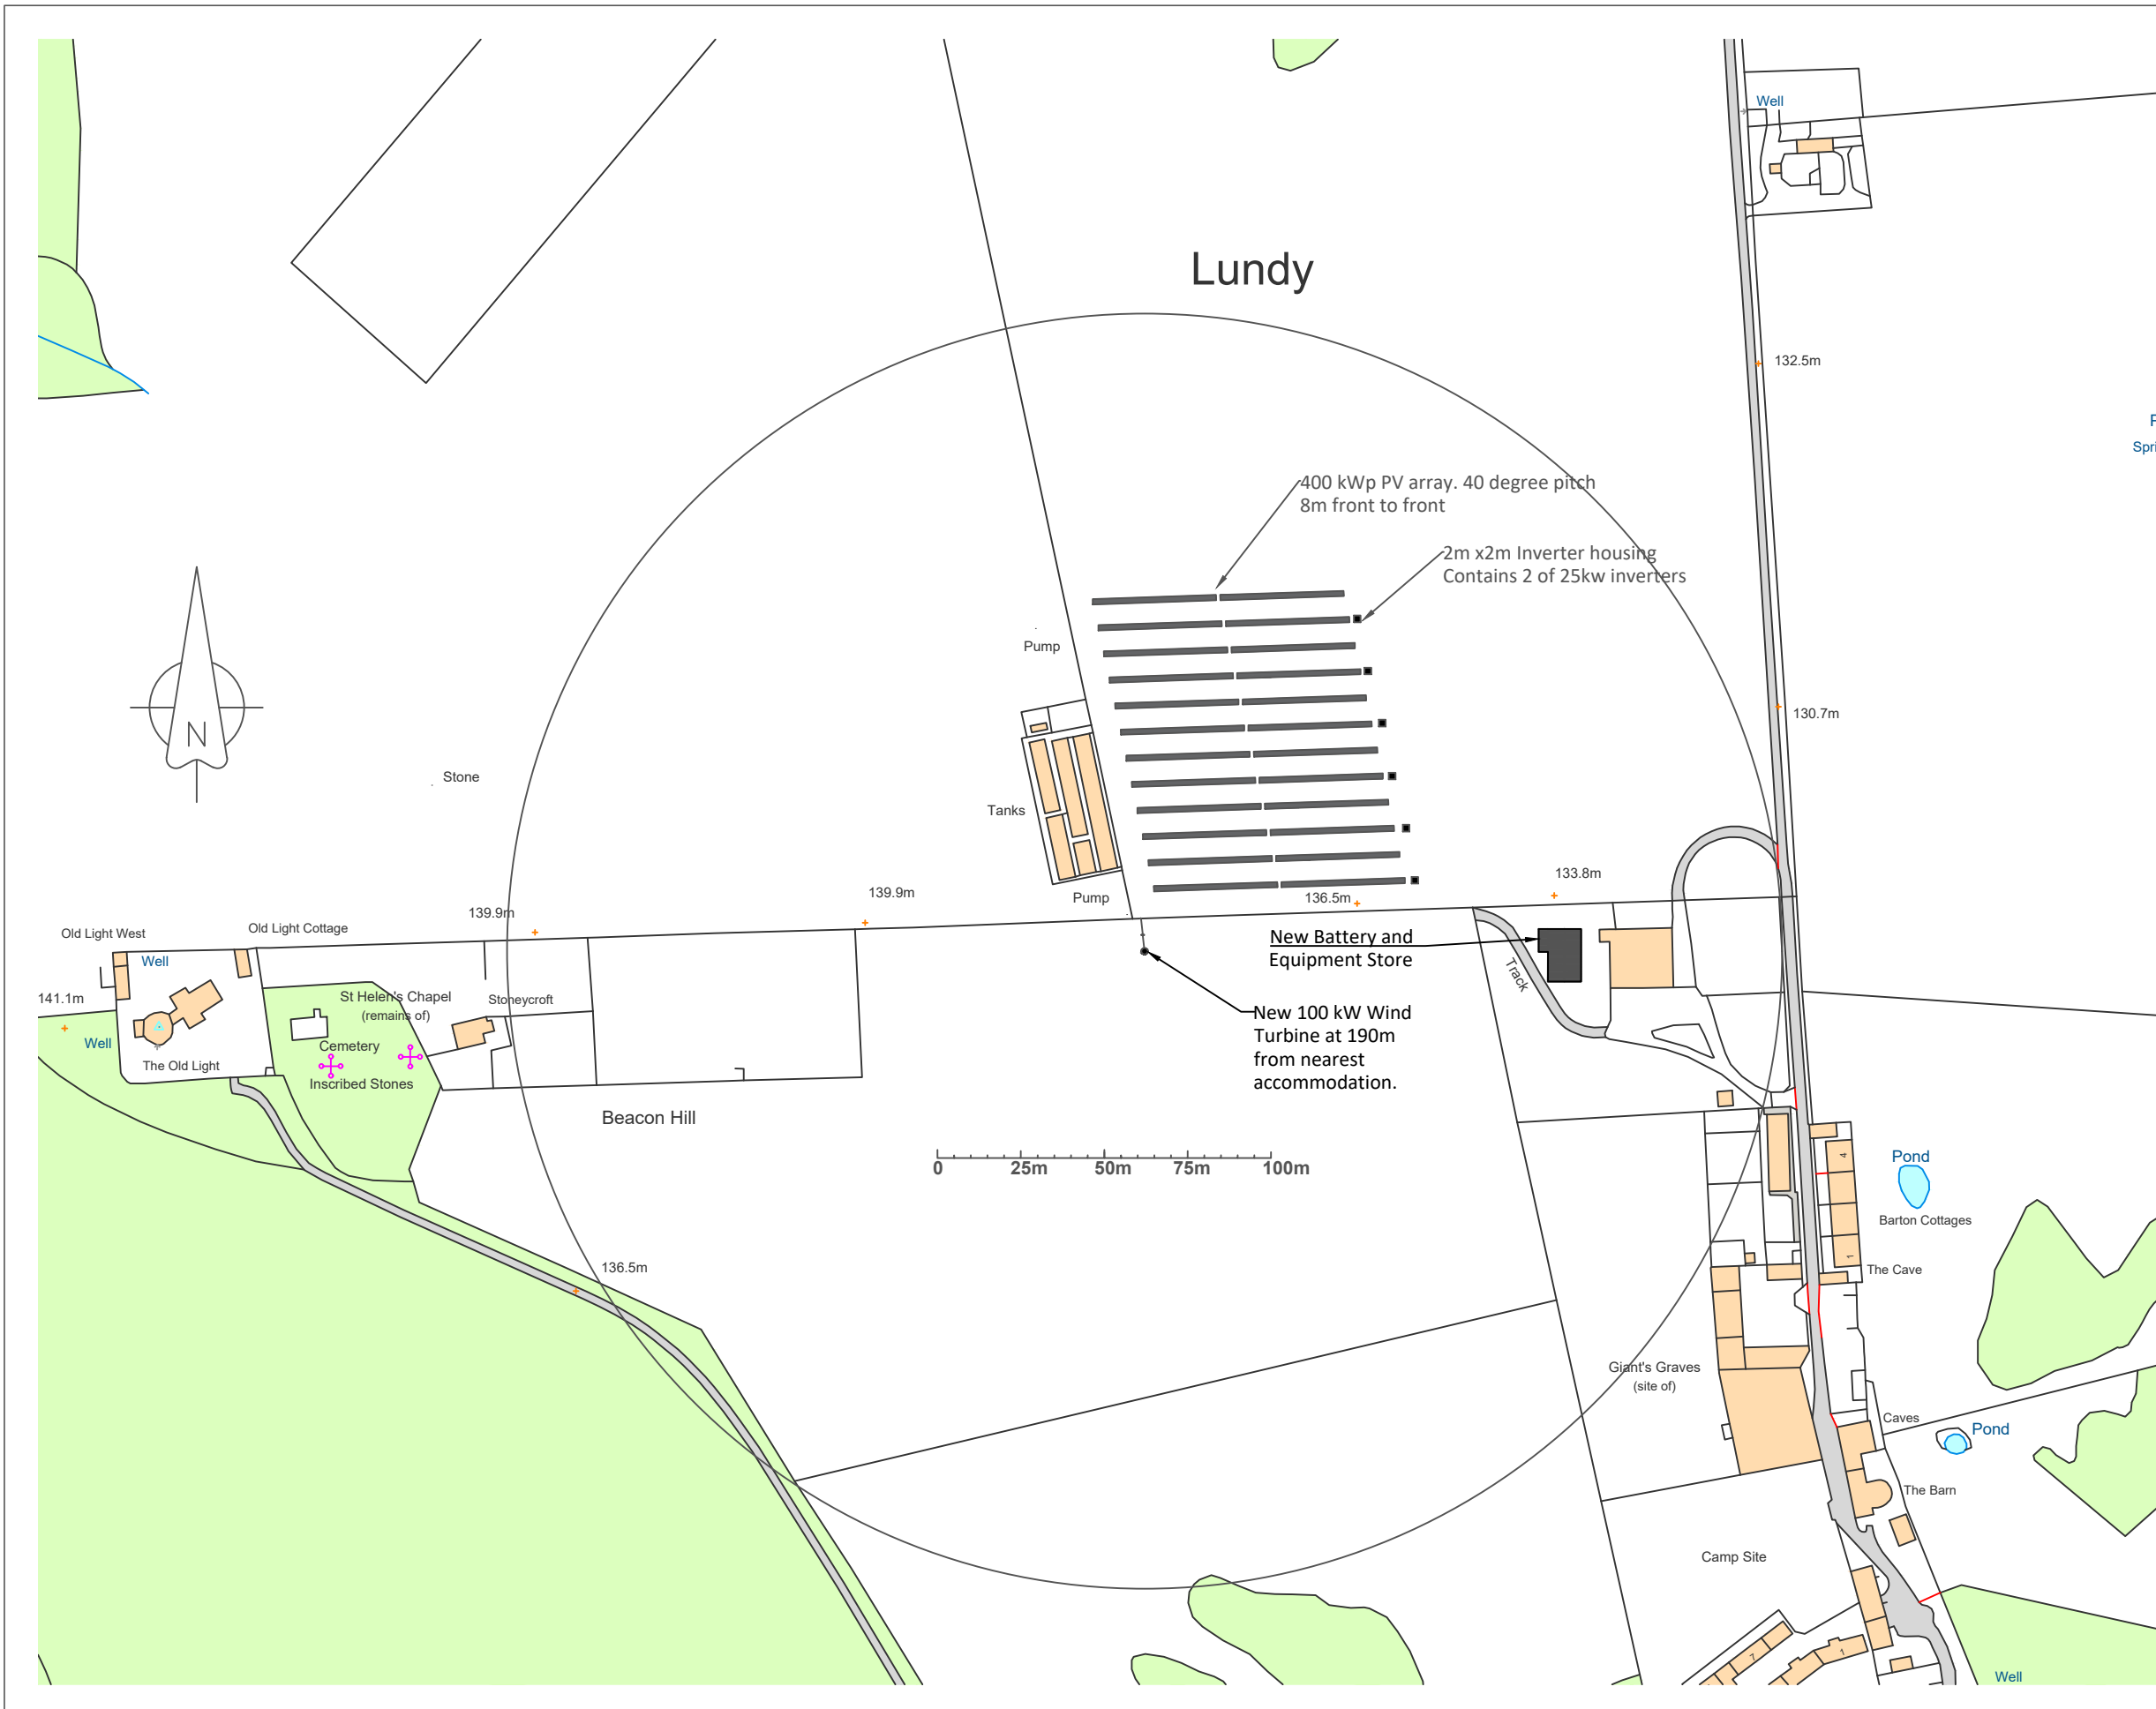 Well
Lundy
132.5m
Spri
400 kWp PV array. 40 degree pitch
8m front to front
2m x2m Inverter housing
Contains 2 of 25kw inverters
Pump
130.7m
N
Stone
Tanks
133.8m
139.9m
Pump
136.5m
139.9m
Old Light Cottage
Old Light West
New Battery and
Equipment Store
Well
Track
141.1m
St Helen's Chapel
(remains of)
Stoneycroft
New 100 kW Wind
Turbine at 190m
from nearest
accommodation.
Well
Cemetery
The Old Light
Inscribed Stones
Beacon Hill
0 25m 50m 75m 100m
4
Pond
Barton Cottages
1
The Cave
136.5m
Giant's Graves
(site of)
Caves
Pond
The Barn
Camp Site
7
1
Well